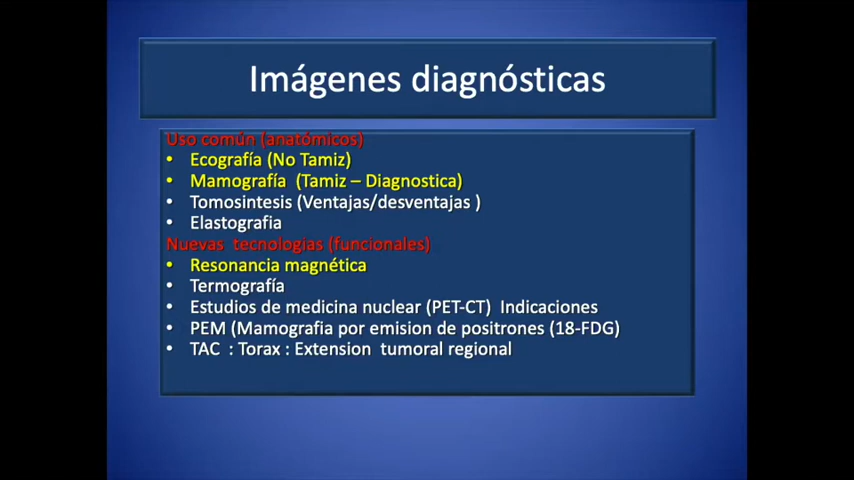 Imágenes diagnósticas
Uso común (anatómicos)
• Ecografía (No Tamiz)
• Mamografía (Tamiz – Diagnostica)
• Tomosintesis (Ventajas/desventajas )
• Elastografia
Nuevas tecnologías (funcionales)
• Resonancia magnética
• Termografía
• Estudios de medicina nuclear (PET-CT) Indicaciones
• PEM (Mamografia por emision de positrones (18-FDG)
• TAC : Torax : Extension tumoral regional